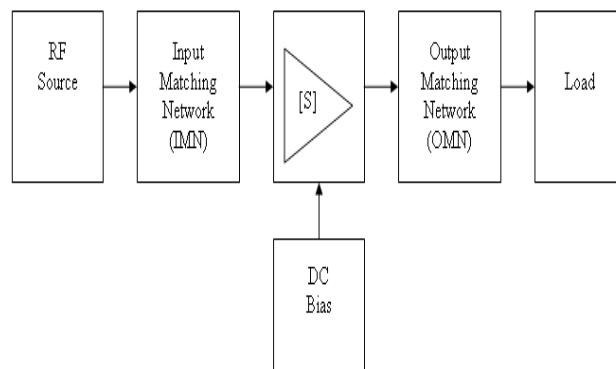 RF
Source
Input
Matching
Network
(IMN)
[S]
Output
Matching
Network
(OMN)
Load
DC
Bias